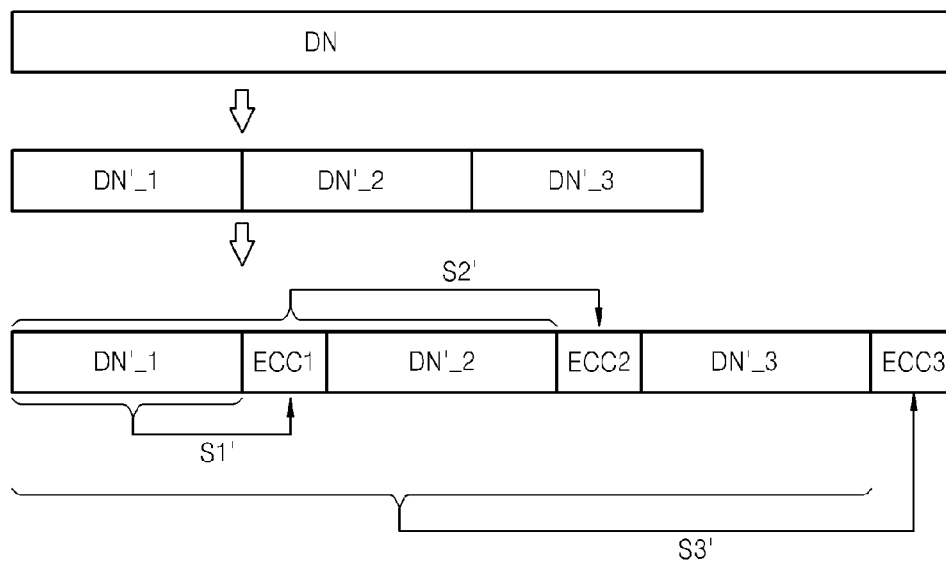 DN
DN'_1 DN'_2 DN'_3
S2'
DN'_1 ECC1 DN'_2 ECC2 DN'_3 ECC3
S1'
S3'